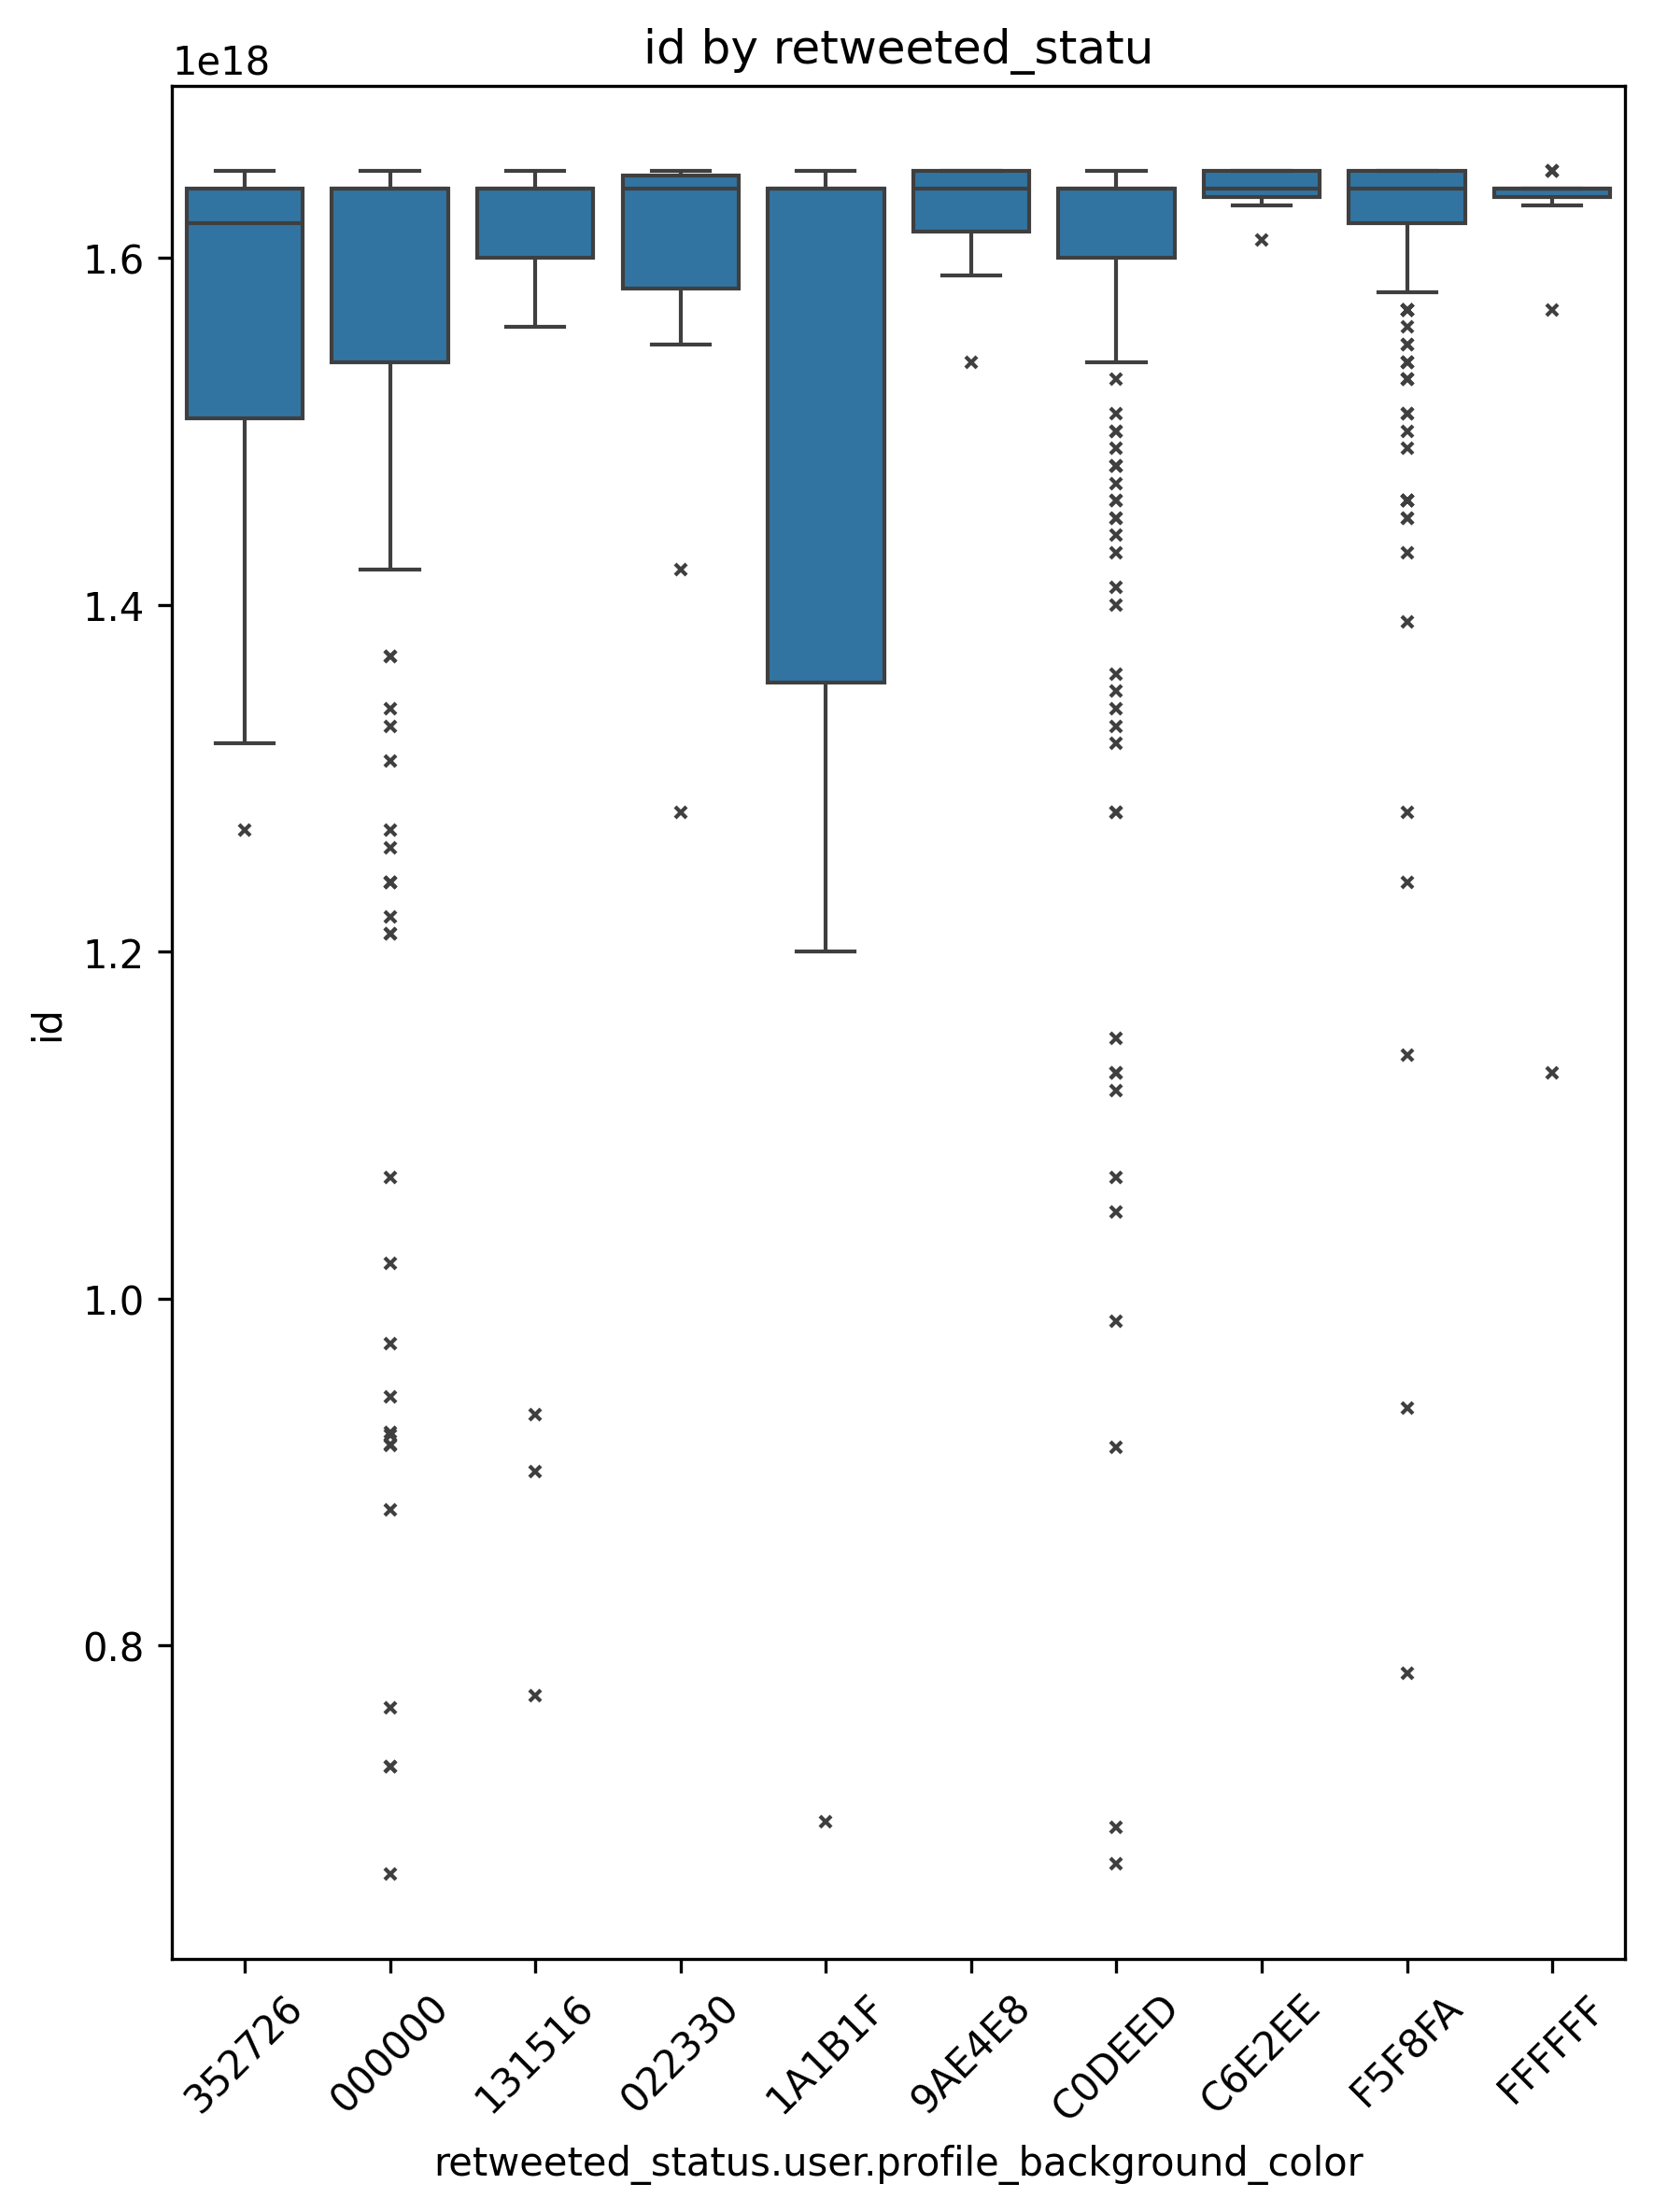 id by retweeted_statu
1e18
1.6
1.4
1.2
1.0
0.8
id
352726
000000
131516
022330
1A1B1F
9AE4E8
C0DEED
C6E2EE
F5F8FA
FFFFFF
retweeted_status.user.profile_background_color